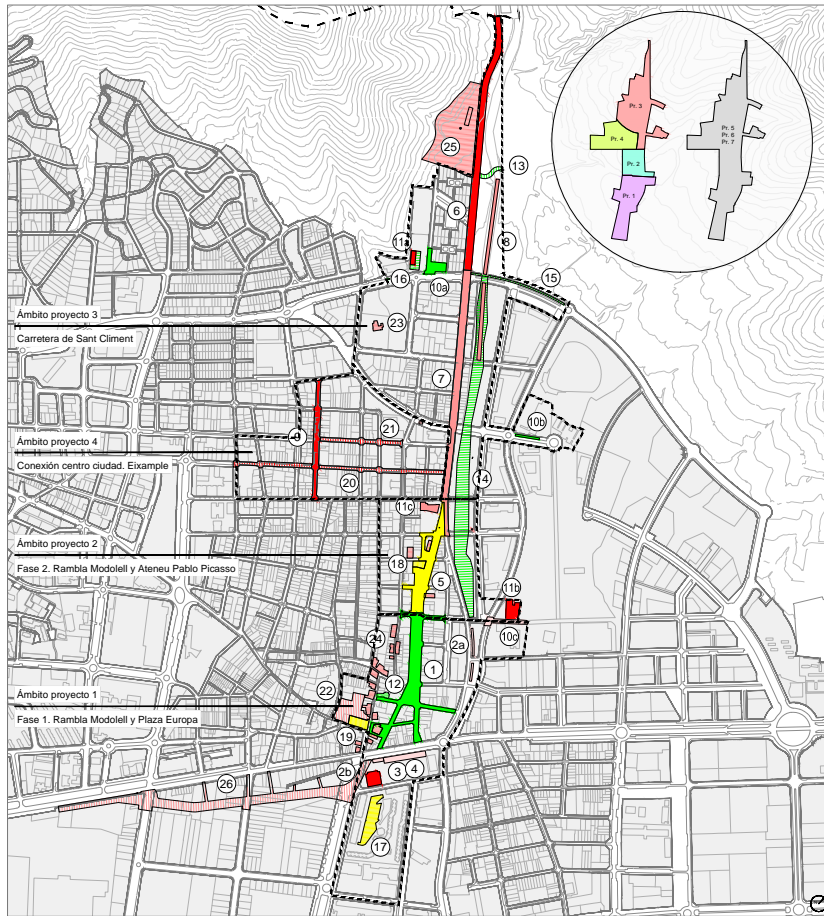 Pr. 3
Pr. 4
Pr. 5
Pr. 6
Pr. 7
Pr. 2
Pr. 1
25
13
6
11a
8
16
10a
15
Ámbito proyecto 3
23
Carretera de Sant Climent
7
10b
21
9
Ámbito proyecto 4
Conexión centro ciudad. Eixample
20
14
11c
Ámbito proyecto 2
18
Fase 2. Rambla Modolell y Ateneu Pablo Picasso
5
11b
24
2a
10c
1
22
12
Ámbito proyecto 1
Fase 1. Rambla Modolell y Plaza Europa
19
2b
3
4
26
17